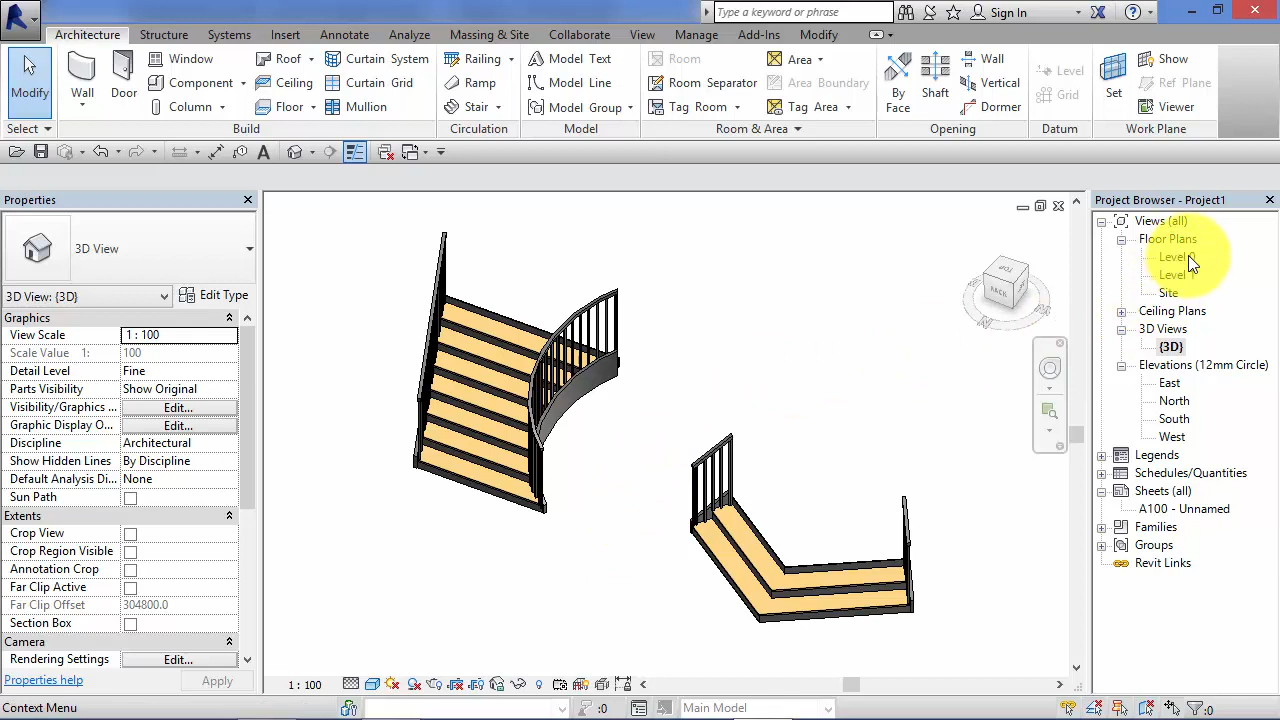 Type a keyword or phrase
Sign In
Architecture Structure Systems Insert Annotate Analyze Massing & Site Collaborate View Manage Add-Ins Modify
Modify
Wall
Door
Window
Component
Column
Roof
Ceiling
Floor
Curtain System
Curtain Grid
Mullion
Railing
Ramp
Stair
Model Text
Model Line
Model Group
Room
Room Separator
Tag Room
Area
Area Boundary
Tag Area
By Face
Shaft
Wall
Vertical
Dormer
Level
Grid
Set
Show
Ref Plane
Viewer
Select Build Circulation Model Room & Area Opening Datum Work Plane
Properties
3D View
3D View: {3D} Edit Type
Graphics
View Scale 1 : 100
Scale Value 1: 100
Detail Level Fine
Parts Visibility Show Original
Visibility/Graphics ... Edit...
Graphic Display O... Edit...
Discipline Architectural
Show Hidden Lines By Discipline
Default Analysis Di... None
Sun Path
Extents
Crop View
Crop Region Visible
Annotation Crop
Far Clip Active
Far Clip Offset 304800.0
Section Box
Camera
Rendering Settings Edit...
Properties help Apply
TOP
BACK
1 : 100
Project Browser - Project1
Views (all)
Floor Plans
Level
Level
Site
Ceiling Plans
3D Views
{3D}
Elevations (12mm Circle)
East
North
South
West
Legends
Schedules/Quantities
Sheets (all)
A100 - Unnamed
Families
Groups
Revit Links
Context Menu :0 Main Model :0